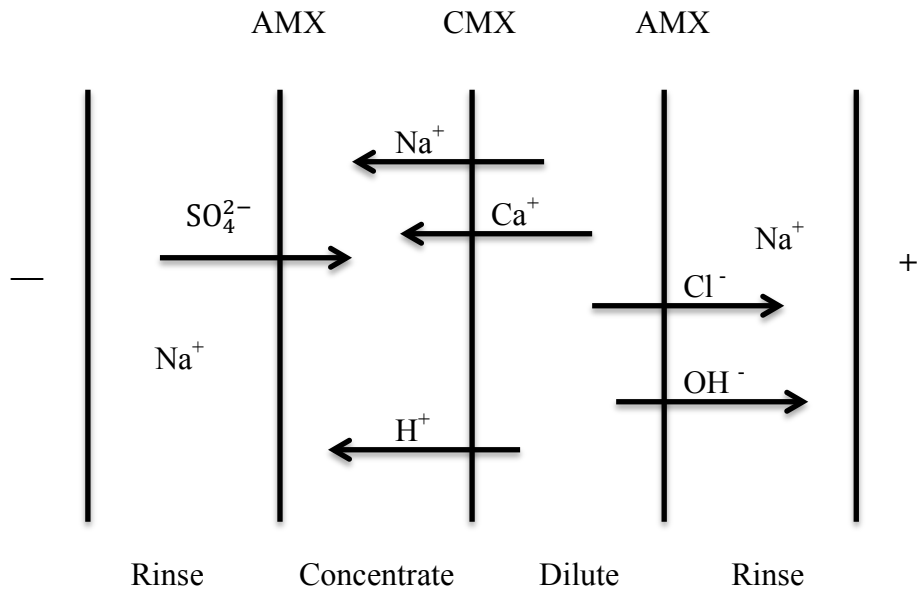 AMX CMX AMX
Na⁺
SO₄²⁻ Ca⁺ Na⁺
— +
Cl ⁻
Na⁺ OH ⁻
H⁺
Rinse Concentrate Dilute Rinse